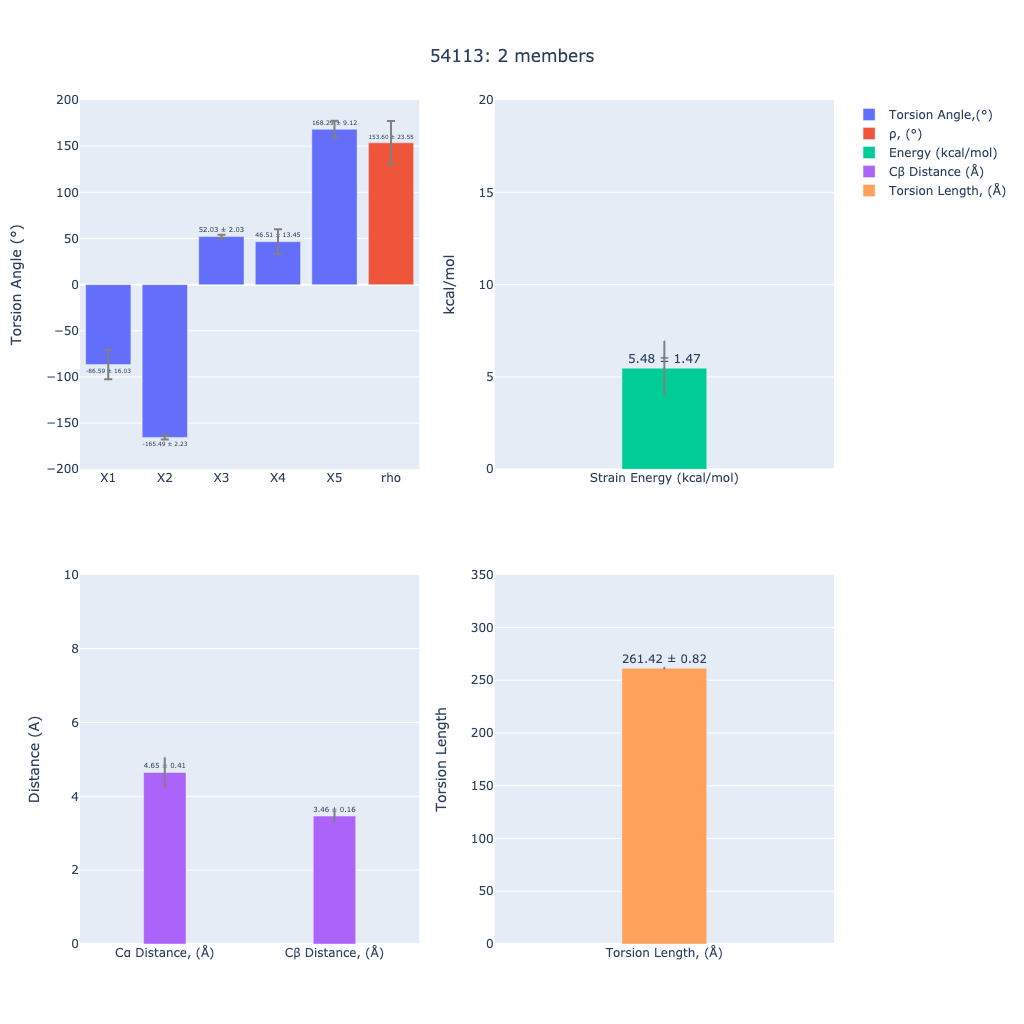 54113: 2 members
Torsion Angle (°)
200
150
100
50
0
−50
−100
−150
−200
-86.59 ± 16.03
-165.49 ± 2.23
52.03 ± 2.03
46.51 ± 13.45
± 9.12
153.60 ± 23.55
X1 X2 X3 X4 X5 rho
kcal/mol
20
15
10
5
0
5.48 ± 1.47
Strain Energy (kcal/mol)
Torsion Angle,(°)
ρ, (°)
Energy (kcal/mol)
Cβ Distance (Å)
Torsion Length, (Å)
Distance (A)
10
8
6
4
2
0
4.65 ± 0.41
3.46 ± 0.16
Cα Distance, (Å) Cβ Distance, (Å)
Torsion Length
350
300
250
200
150
100
50
0
261.42 ± 0.82
Torsion Length, (Å)